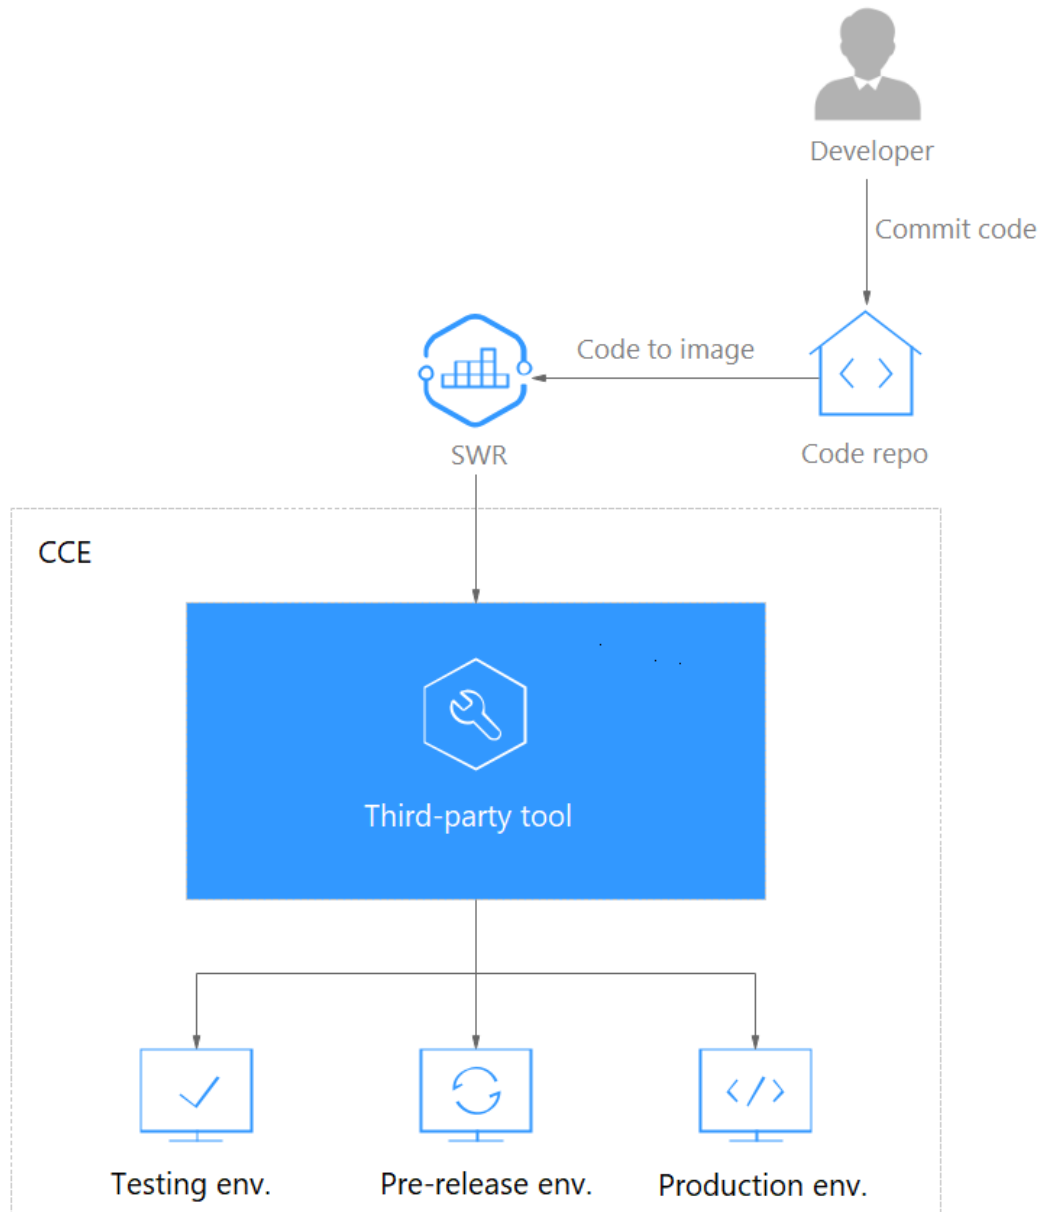 Developer
Commit code
Code to image
SWR
Code repo
CCE
Third-party tool
Testing env.
Pre-release env.
Production env.